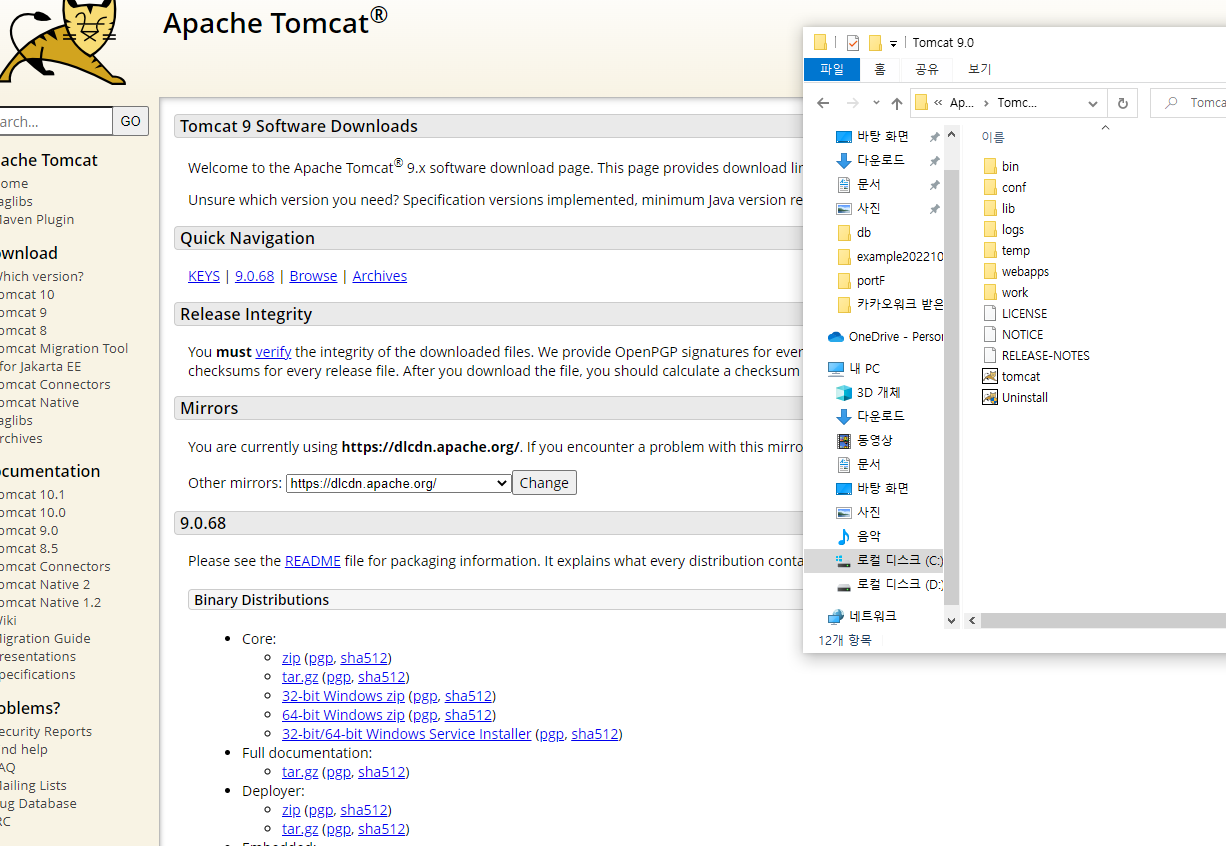 Apache Tomcat®
arch...
GO
ache Tomcat
ome
aglibs
Maven Plugin
wnload
Which version?
omcat 10
omcat 9
omcat 8
omcat Migration Tool
for Jakarta EE
omcat Connectors
omcat Native
aglibs
rchives
ocumentation
omcat 10.1
omcat 10.0
omcat 9.0
omcat 8.5
omcat Connectors
omcat Native 2
omcat Native 1.2
iki
Migration Guide
resentations
pecifications
oblems?
ecurity Reports
nd help
AQ
Mailing Lists
ug Database
RC
Tomcat 9 Software Downloads
Welcome to the Apache Tomcat® 9.x software download page. This page provides download lin
Unsure which version you need? Specification versions implemented, minimum Java version re
Quick Navigation
KEYS | 9.0.68 | Browse | Archives
Release Integrity
You must verify the integrity of the downloaded files. We provide OpenPGP signatures for ever
checksums for every release file. After you download the file, you should calculate a checksum
Mirrors
You are currently using https://dlcdn.apache.org/. If you encounter a problem with this mirro
Other mirrors: https://dlcdn.apache.org/ Change
9.0.68
Please see the README file for packaging information. It explains what every distribution conta
Binary Distributions
Core:
zip (pgp, sha512)
tar.gz (pgp, sha512)
32-bit Windows zip (pgp, sha512)
64-bit Windows zip (pgp, sha512)
32-bit/64-bit Windows Service Installer (pgp, sha512)
Full documentation:
tar.gz (pgp, sha512)
Deployer:
zip (pgp, sha512)
tar.gz (pgp, sha512)
Tomcat 9.0
파일 홈 공유 보기
« Ap... › Tomc...
Tomca
바탕 화면
다운로드
문서
사진
db
example202210
portF
카카오워크 받은
OneDrive - Person
내 PC
3D 개체
다운로드
동영상
문서
바탕 화면
사진
음악
로컬 디스크 (C:)
로컬 디스크 (D:)
네트워크
이름
bin
conf
lib
logs
temp
webapps
work
LICENSE
NOTICE
RELEASE-NOTES
tomcat
Uninstall
12개 항목